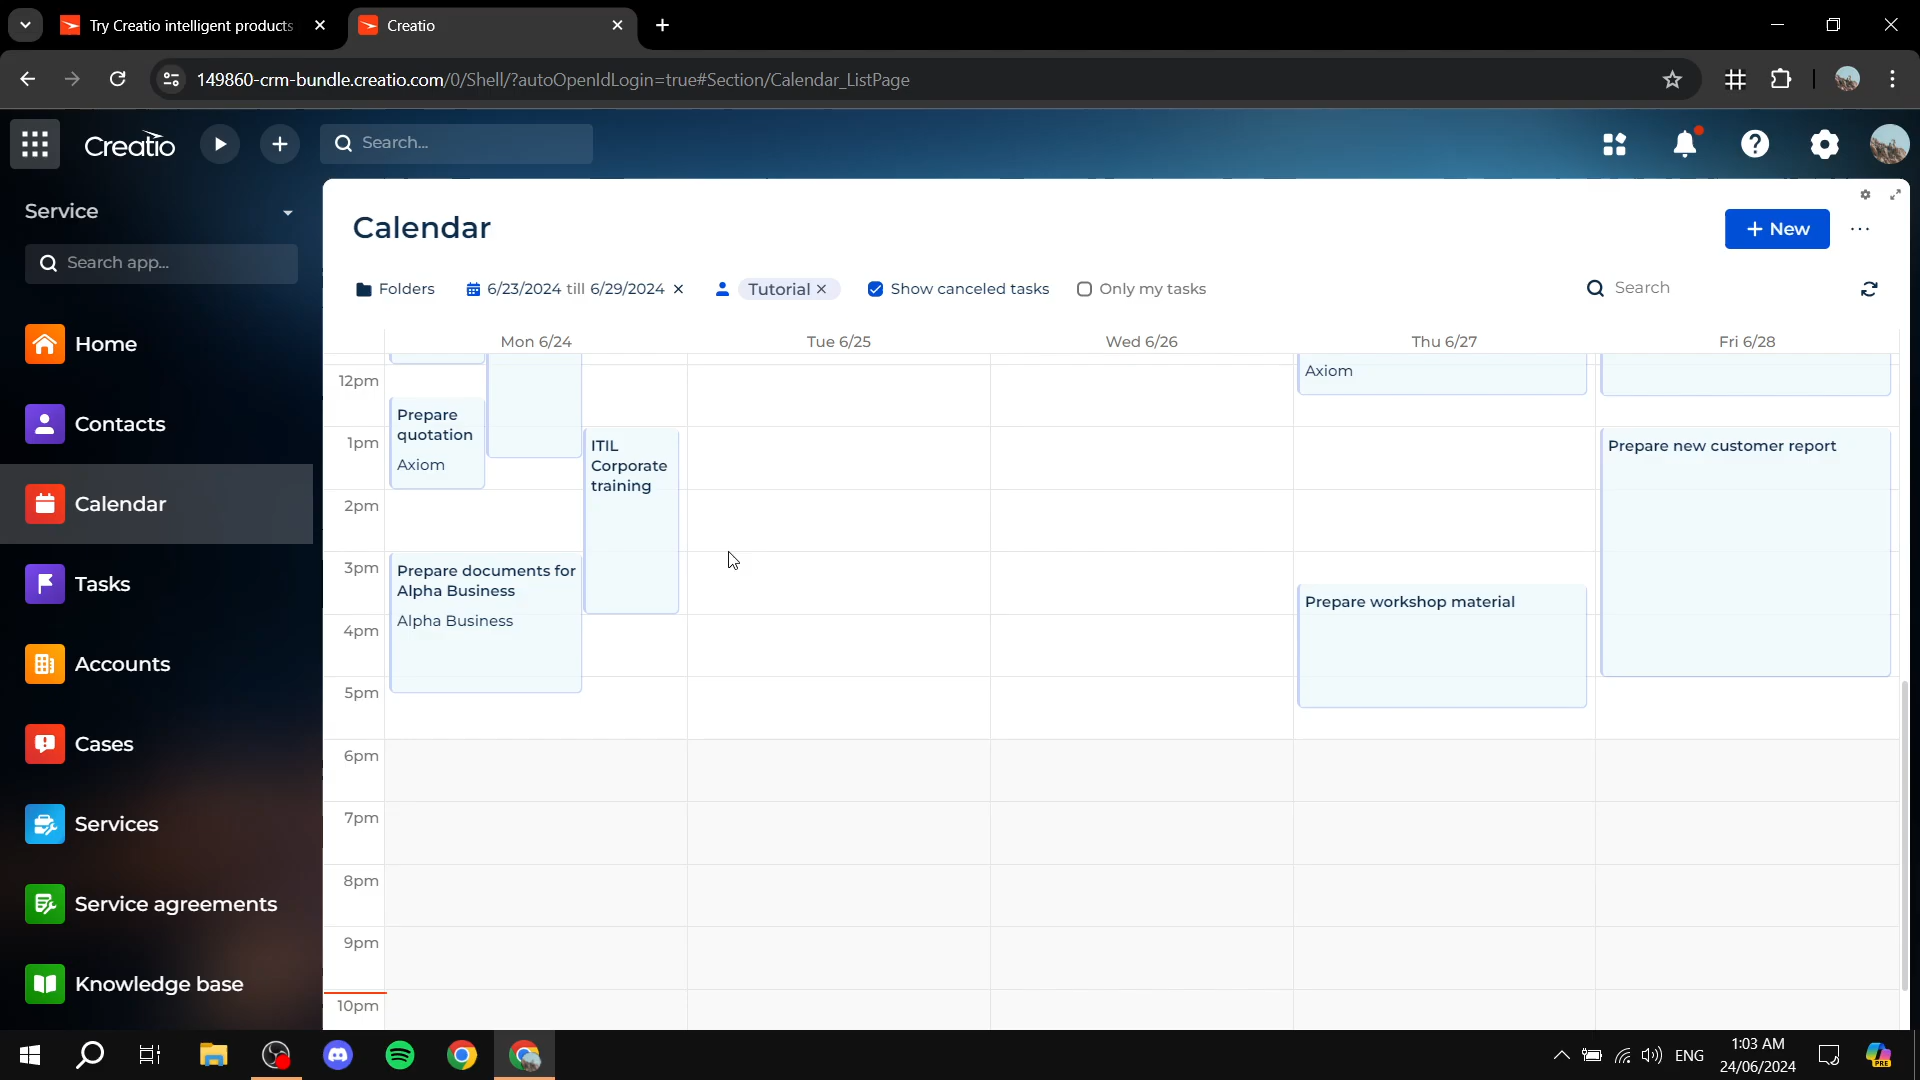 Try Creatio intelligent products
Creatio
149860-crm-bundle.creatio.com/0/Shell/?autoOpenIdLogin=true#Section/Calendar_ListPage
Creatio
Search...
Service
Search app...
Home
Contacts
Calendar
Tasks
Accounts
Cases
Services
Service agreements
Knowledge base
Calendar
+ New
Folders
6/23/2024 till 6/29/2024
Tutorial
Show canceled tasks
Only my tasks
Search
Mon 6/24
Tue 6/25
Wed 6/26
Thu 6/27
Fri 6/28
12pm
1pm
2pm
3pm
4pm
5pm
6pm
7pm
8pm
9pm
10pm
Prepare
quotation
Axiom
ITIL
Corporate
training
Prepare documents for
Alpha Business
Alpha Business
Axiom
Prepare workshop material
Prepare new customer report
ENG
1:03 AM
24/06/2024
PRE